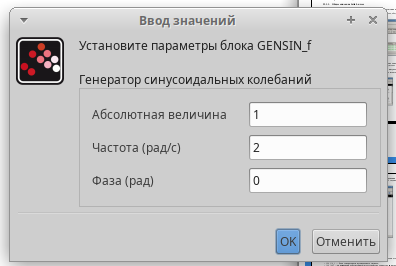 Ввод значений
Установите параметры блока GENSIN_f
Генератор синусоидальных колебаний
Абсолютная величина 1
Частота (рад/с) 2
Фаза (рад) 0
OK Отменить